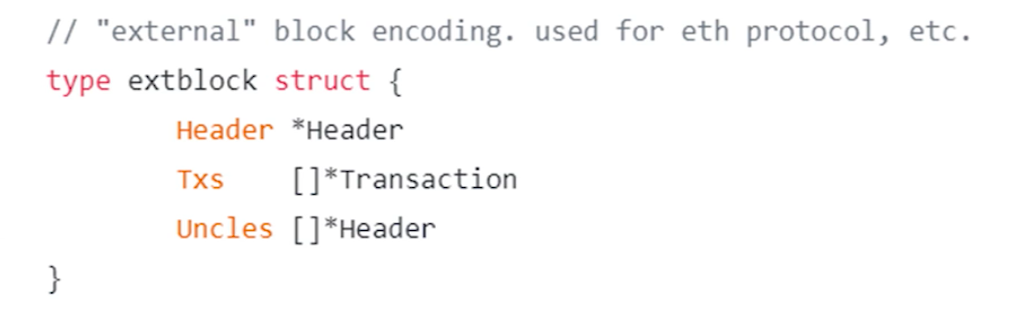 // "external" block encoding. used for eth protocol, etc.
type extblock struct {
Header *Header
Txs []*Transaction
Uncles []*Header
}